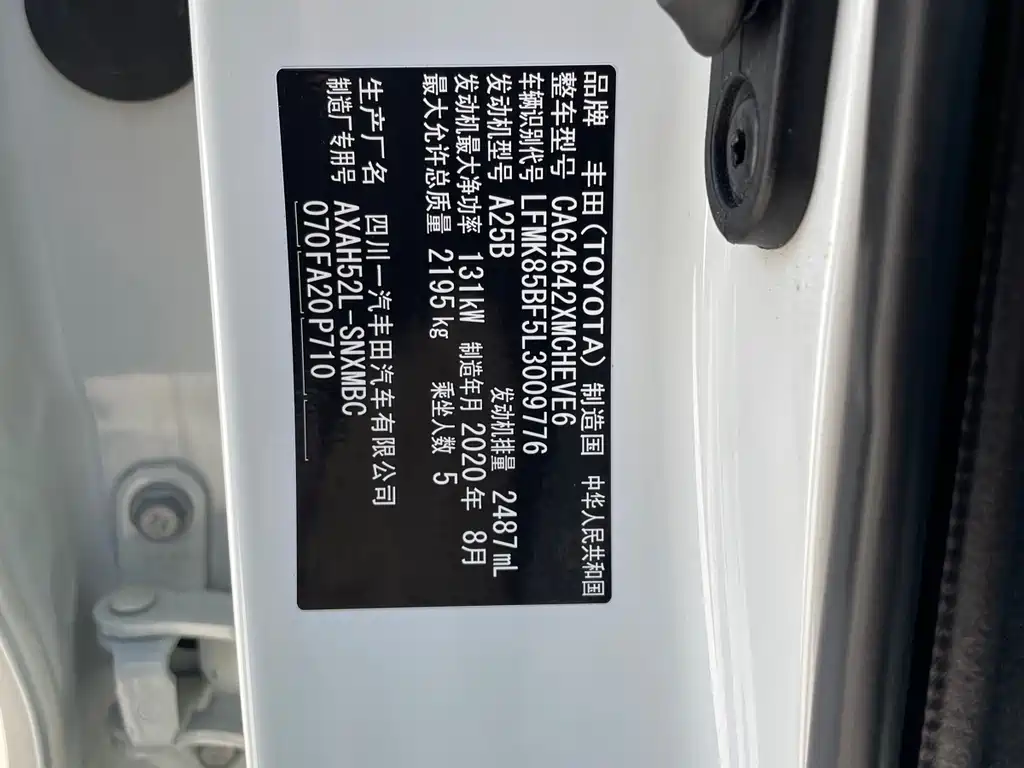 品牌 丰田(TOYOTA) 制造国 中华人民共和国
整车型号 CA64642XMCHEVE6
车辆识别代号 LFMK85BF5L3009776
发动机型号 A25B 发动机排量 2487mL
发动机最大净功率 131kW 制造年月 2020年 8月
最大允许总质量 2195kg 乘坐人数 5
生产厂名 四川一汽丰田汽车有限公司
制造厂专用号 AXAH52L-SNXMBC
070FA20P710